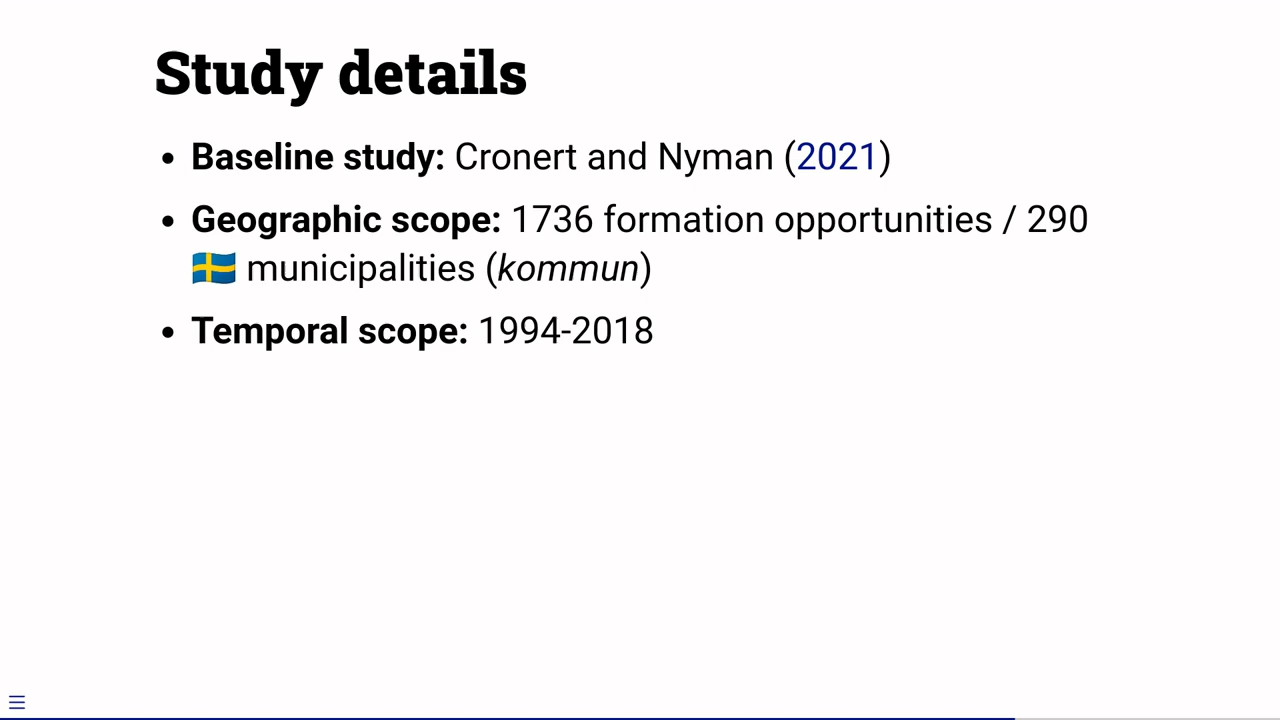 Study details
• Baseline study: Cronert and Nyman (2021)
• Geographic scope: 1736 formation opportunities / 290
🇸🇪 municipalities (kommun)
• Temporal scope: 1994-2018